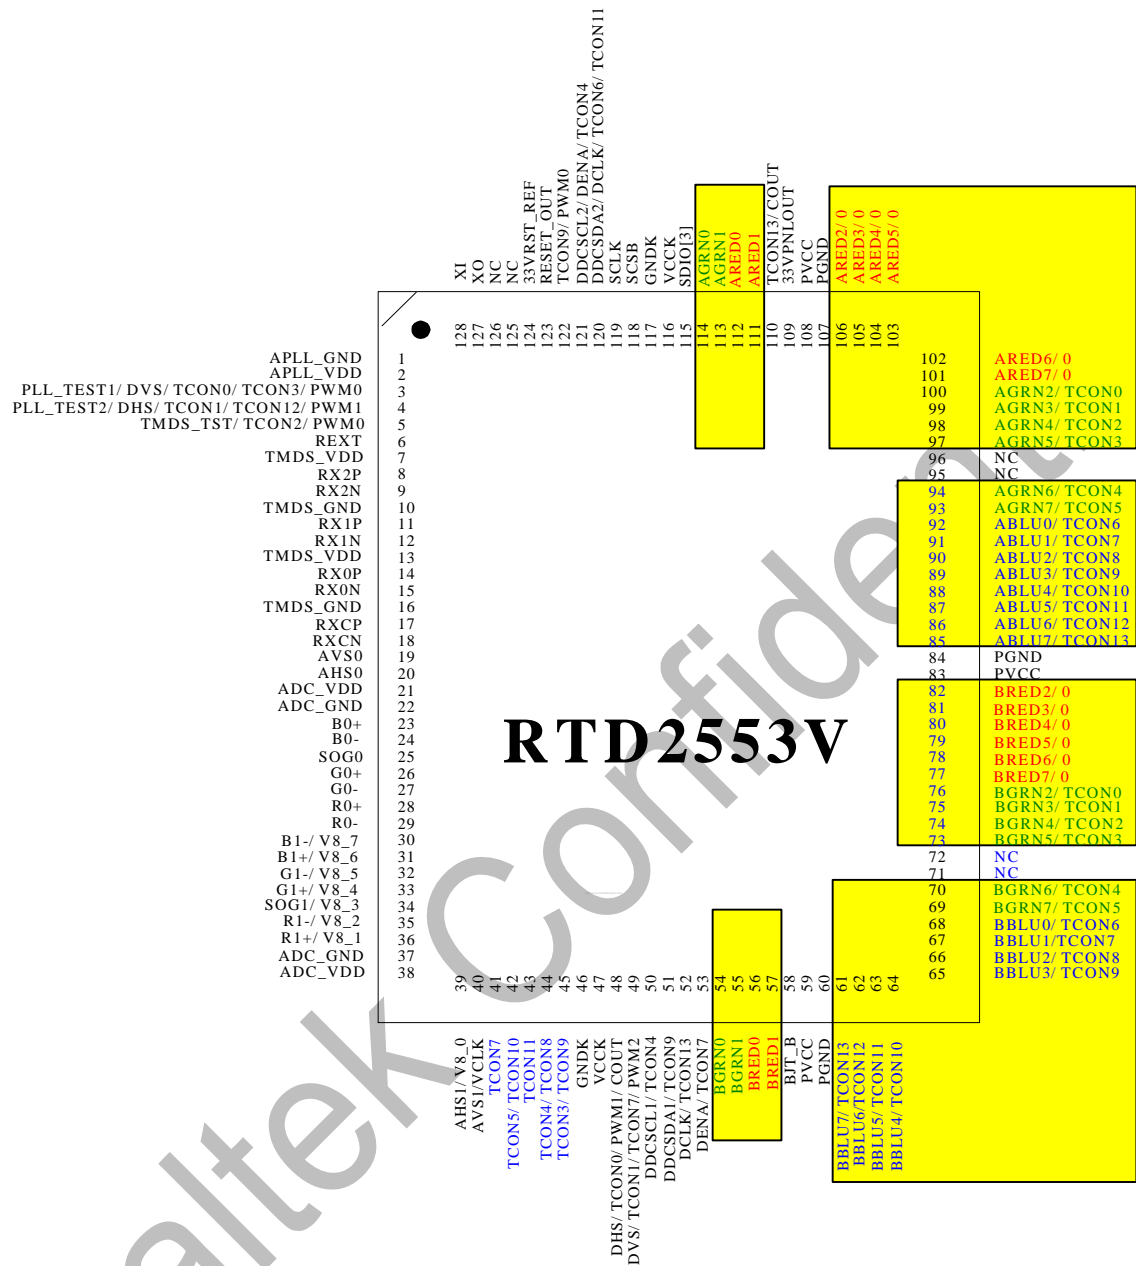 XI
XO
NC
NC
33VRST_REF
RESET_OUT
TCON9/ PWM0
DDCSCL2/ DENA/ TCON4
DDCSDA2/ DCLK/ TCON6/ TCON11
SCLK
SCSB
GNDK
VCCK
SDIO[3]
AGRN0
AGRN1
ARED0
ARED1
TCON13/ COUT
33VPNLOUT
PVCC
PGND
ARED2/ 0
ARED3/ 0
ARED4/ 0
ARED5/ 0
128
127
126
125
124
123
122
121
120
119
118
117
116
115
114
113
112
111
110
109
108
107
106
105
104
103
APLL_GND 1
APLL_VDD 2
PLL_TEST1/ DVS/ TCON0/ TCON3/ PWM0 3
PLL_TEST2/ DHS/ TCON1/ TCON12/ PWM1 4
TMDS_TST/ TCON2/ PWM0 5
REXT 6
TMDS_VDD 7
RX2P 8
RX2N 9
TMDS_GND 10
RX1P 11
RX1N 12
TMDS_VDD 13
RX0P 14
RX0N 15
TMDS_GND 16
RXCP 17
RXCN 18
AVS0 19
AHS0 20
ADC_VDD 21
ADC_GND 22
B0+ 23
B0- 24
SOG0 25
G0+ 26
G0- 27
R0+ 28
R0- 29
B1-/ V8_7 30
B1+/ V8_6 31
G1-/ V8_5 32
G1+/ V8_4 33
SOG1/ V8_3 34
R1-/ V8_2 35
R1+/ V8_1 36
ADC_GND 37
ADC_VDD 38
RTD2553V
102 ARED6/ 0
101 ARED7/ 0
100 AGRN2/ TCON0
99 AGRN3/ TCON1
98 AGRN4/ TCON2
97 AGRN5/ TCON3
96 NC
95 NC
94 AGRN6/ TCON4
93 AGRN7/ TCON5
92 ABLU0/ TCON6
91 ABLU1/ TCON7
90 ABLU2/ TCON8
89 ABLU3/ TCON9
88 ABLU4/ TCON10
87 ABLU5/ TCON11
86 ABLU6/ TCON12
85 ABLU7/ TCON13
84 PGND
83 PVCC
82 BRED2/ 0
81 BRED3/ 0
80 BRED4/ 0
79 BRED5/ 0
78 BRED6/ 0
77 BRED7/ 0
76 BGRN2/ TCON0
75 BGRN3/ TCON1
74 BGRN4/ TCON2
73 BGRN5/ TCON3
72 NC
71 NC
70 BGRN6/ TCON4
69 BGRN7/ TCON5
68 BBLU0/ TCON6
67 BBLU1/TCON7
66 BBLU2/ TCON8
65 BBLU3/ TCON9
39
40
41
42
43
44
45
46
47
48
49
50
51
52
53
54
55
56
57
58
59
60
61
62
63
64
AHS1/ V8_0
AVS1/VCLK
TCON7
TCON5/ TCON10
TCON11
TCON4/ TCON8
TCON3/ TCON9
GNDK
VCCK
DHS/ TCON0/ PWM1/ COUT
DVS/ TCON1/ TCON7/ PWM2
DDCSCL1/ TCON4
DDCSDA1/ TCON9
DCLK/ TCON13
DENA/ TCON7
BGRN0
BGRN1
BRED0
BRED1
BJT_B
PVCC
PGND
BBLU7/ TCON13
BBLU6/TCON12
BBLU5/ TCON11
BBLU4/ TCON10
altek Confident